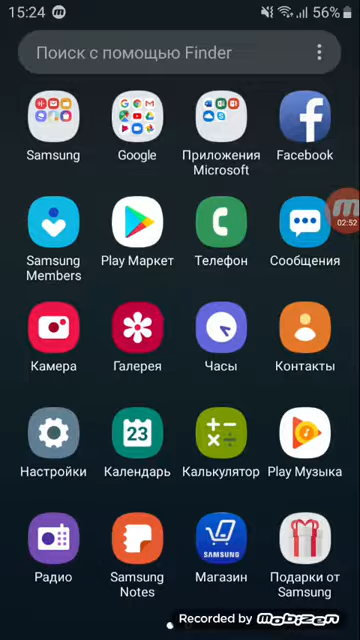 15:24
56%
Поиск с помощью Finder
Samsung
Google
Приложения
Microsoft
Facebook
02:52
Samsung
Members
Play Маркет
Телефон
Сообщения
Камера
Галерея
Часы
Контакты
23
Настройки
Календарь
Калькулятор
Play Музыка
SAMSUNG
Радио
Samsung
Notes
Магазин
Подарки от
Samsung
Recorded by Mobizen